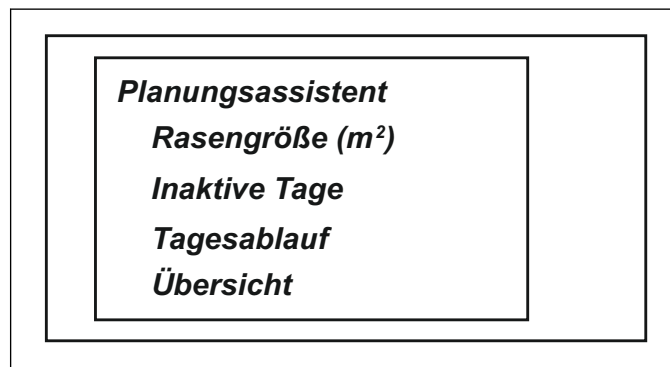 Planungsassistent
Rasengröße (m²)
Inaktive Tage
Tagesablauf
Übersicht